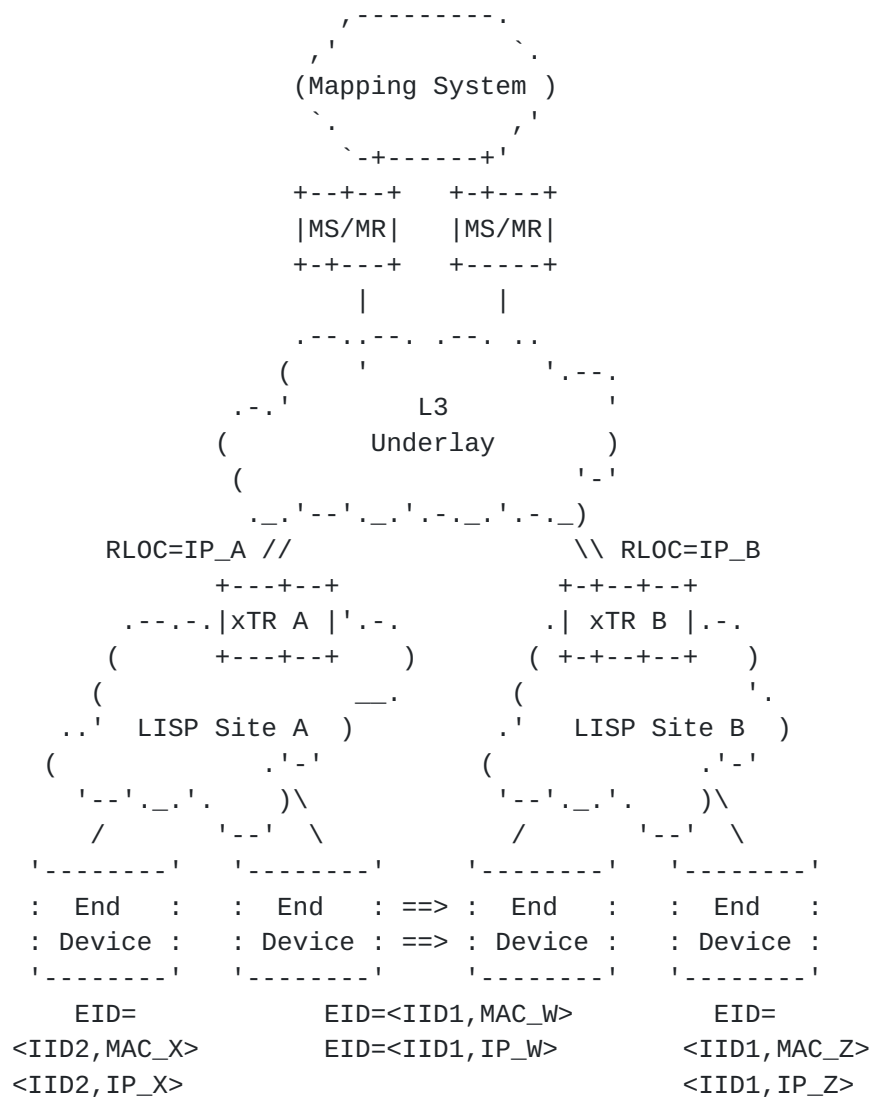 ,---------.
                  ,'           `.
                 (Mapping System )
                  `.           ,'
                    `-+------+'
                 +--+--+   +-+---+
                 |MS/MR|   |MS/MR|
                 +-+---+   +-----+
                     |        |
                 .--..--. .--. ..
                (    '           '.--.
             .-.'        L3         '
            (         Underlay       )
             (                     '-'
              ._.'--'._.'.-._.'.-._)
      RLOC=IP_A //                 \\ RLOC=IP_B
            +---+--+              +-+--+--+
       .--.-.|xTR A |'.-.        .| xTR B |.-.
      (      +---+--+    )      ( +-+--+--+   )
     (                __.       (             '.
   ..'  LISP Site A  )        .'   LISP Site B  )
  (             .'-'         (             .'-'
    '--'._.'.    )\           '--'._.'.    )\
     /       '--'  \            /       '--' \
 '--------'   '--------'     '--------'   '--------'
 :  End   :   :  End   : ==> :  End   :   :  End   :
 : Device :   : Device : ==> : Device :   : Device :
 '--------'   '--------'     '--------'   '--------'
    EID=           EID=<IID1,MAC_W>        EID=
<IID2,MAC_X>       EID=<IID1,IP_W>       <IID1,MAC_Z>
<IID2,IP_X>                              <IID1,IP_Z>